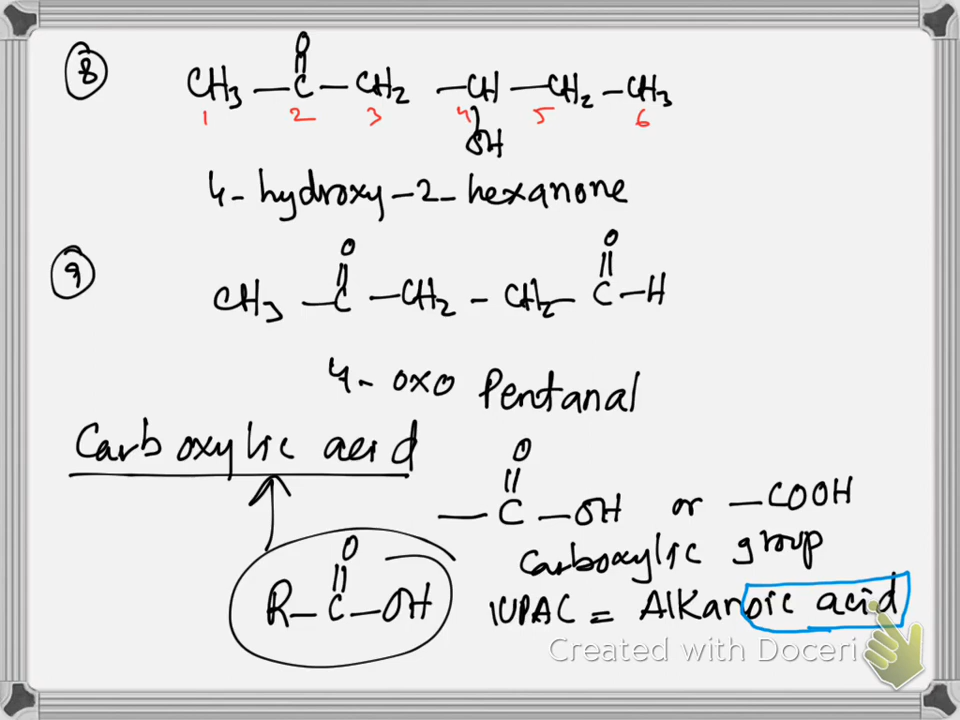 8
O
||
CH3 — C — CH2 — CH — CH2 — CH3
1 2 3 4 5 6
OH
4- hydroxy-2-hexanone
9
O O
|| ||
CH3 — C — CH2 - CH2 — C — H
4- oxo Pentanal
Carboxylic acid
O
||
— C — OH or — COOH
Carboxylic group
O
||
R — C — OH
IUPAC = Alkanoic acid
Created with Doceri